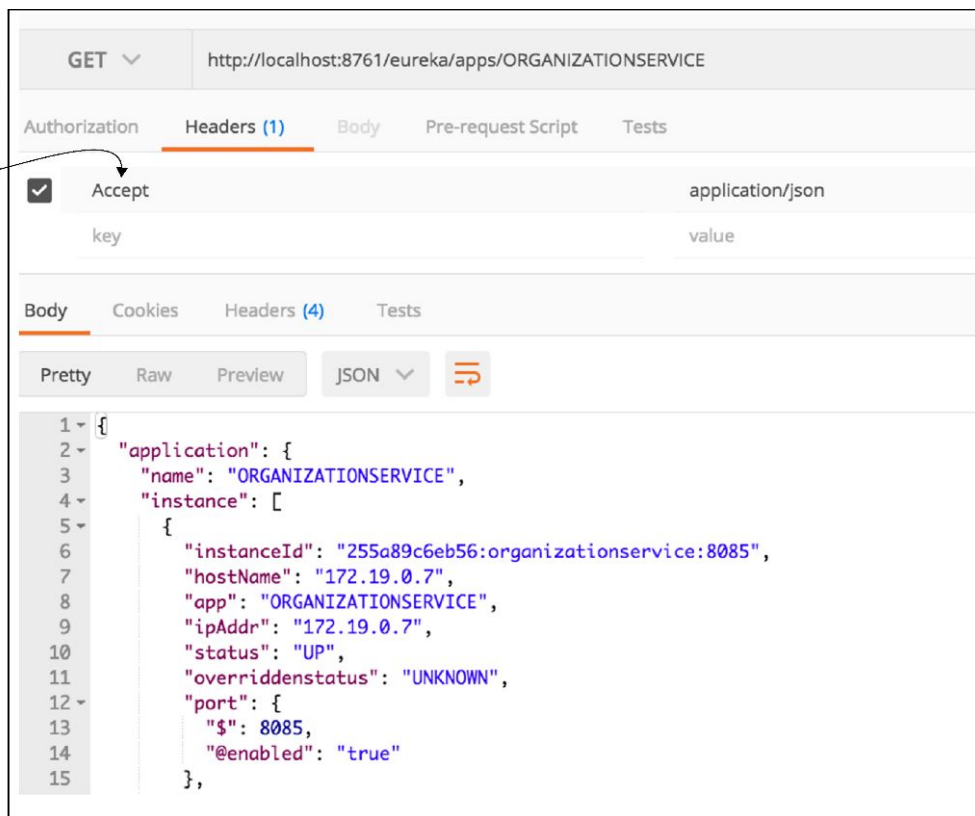 GET http://localhost:8761/eureka/apps/ORGANIZATIONSERVICE
Authorization Headers (1) Body Pre-request Script Tests
Accept application/json
key value
Body Cookies Headers (4) Tests
Pretty Raw Preview JSON
1 {
2 "application": {
3 "name": "ORGANIZATIONSERVICE",
4 "instance": [
5 {
6 "instanceId": "255a89c6eb56:organizationservice:8085",
7 "hostName": "172.19.0.7",
8 "app": "ORGANIZATIONSERVICE",
9 "ipAddr": "172.19.0.7",
10 "status": "UP",
11 "overriddenstatus": "UNKNOWN",
12 "port": {
13 "$": 8085,
14 "@enabled": "true"
15 },